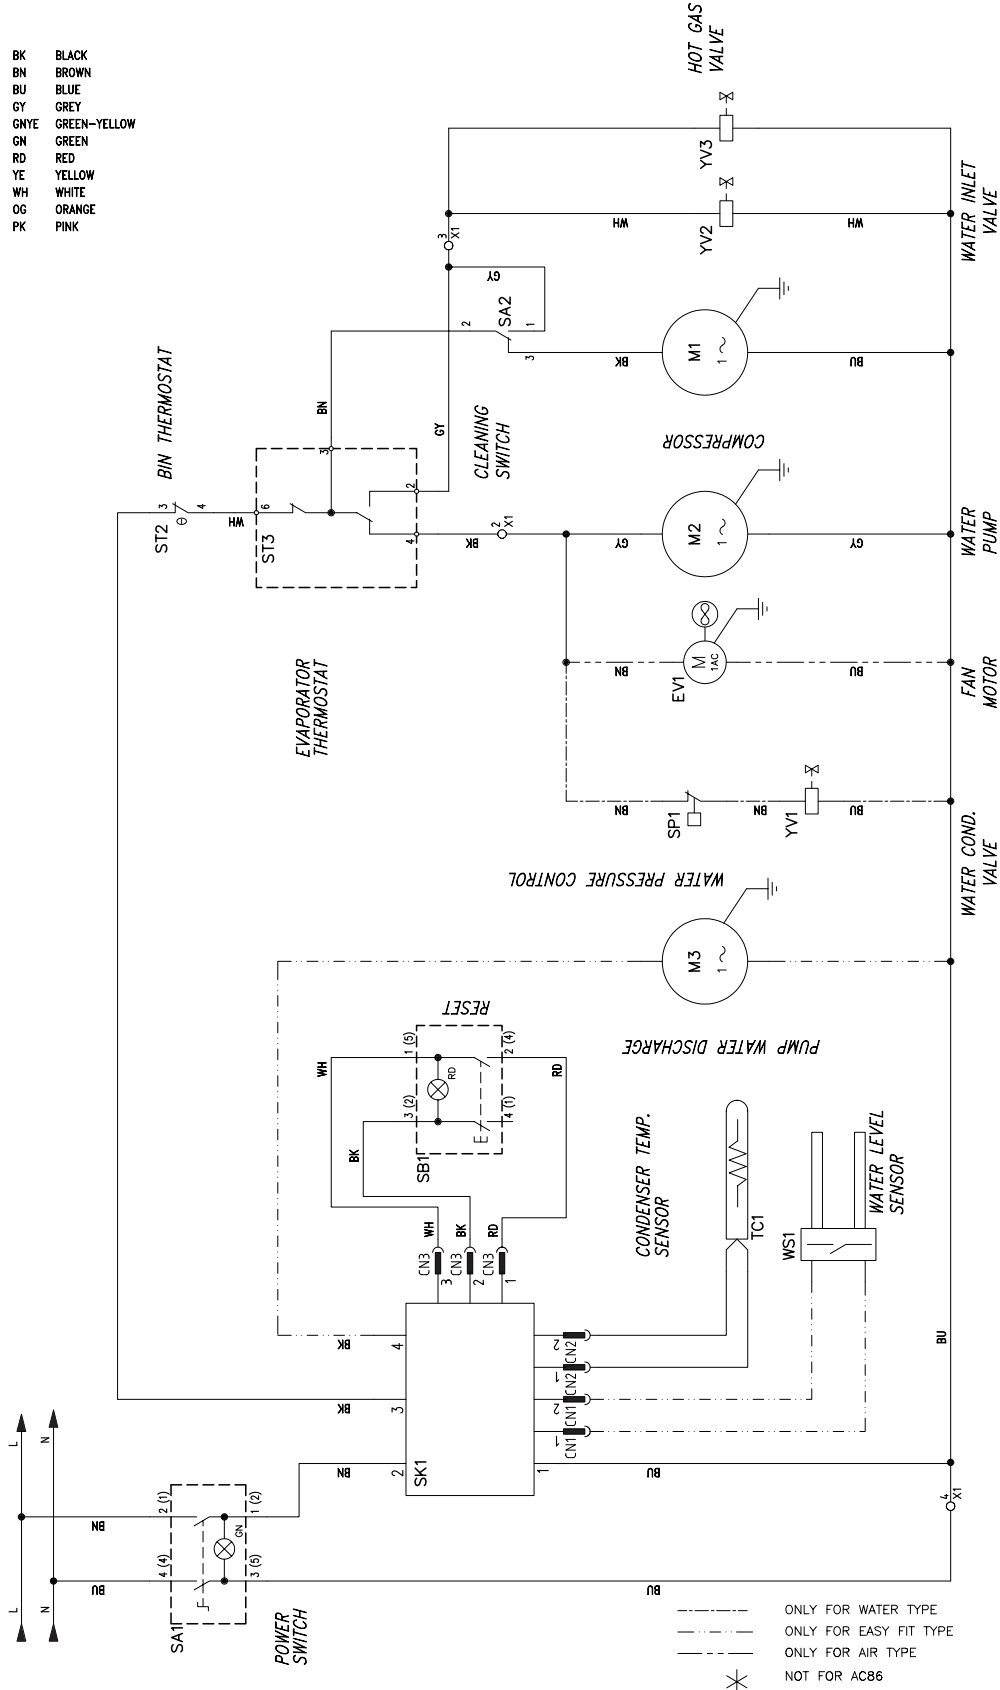 BK BLACK
BN BROWN
BU BLUE
GY GREY
GNYE GREEN-YELLOW
GN GREEN
RD RED
YE YELLOW
WH WHITE
OG ORANGE
PK PINK
HOT GAS
VALVE
YV3
WATER INLET
VALVE
WH
YV2
WH
3
X1
GY
SA2
2
1
3
BK
M1
1 ~
BU
BIN THERMOSTAT
BN
GY
CLEANING
SWITCH
COMPRESSOR
3
4
ST2
θ
WH
6
ST3
3
2
4
BK
2
X1
GY
M2
1 ~
GY
WATER
PUMP
EVAPORATOR
THERMOSTAT
BN
EV1
M
1AC
BU
FAN
MOTOR
BN
SP1
BN
YV1
BU
WATER COND.
VALVE
WATER PRESSURE CONTROL
M3
1 ~
PUMP WATER DISCHARGE
RESET
WH
1 (5)
2 (4)
RD
RD
3 (2)
4 (1)
BK
SB1
WH
BK
RD
CN3
CN3
CN3
3
2
1
CONDENSER TEMP.
SENSOR
TC1
WATER LEVEL
SENSOR
WS1
BK
4
BK
3
BN
2
SK1
2
CN2
1
CN2
2
CN1
1
CN1
1
BU
BU
4
X1
L
N
BN
2 (1)
1 (2)
GN
BU
4 (4)
3 (5)
BU
L
N
SA1
POWER
SWITCH
ONLY FOR WATER TYPE
ONLY FOR EASY FIT TYPE
ONLY FOR AIR TYPE
NOT FOR AC86